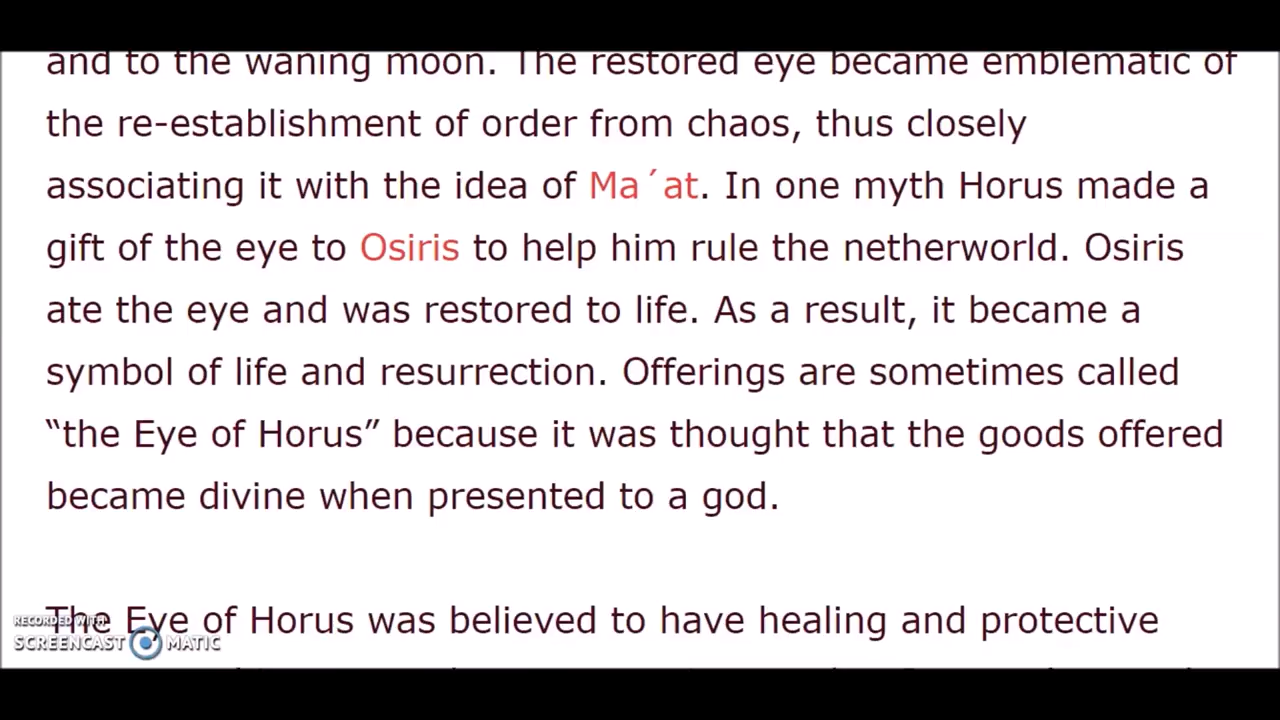 and to the waning moon. The restored eye became emblematic of
the re-establishment of order from chaos, thus closely
associating it with the idea of Ma´at. In one myth Horus made a
gift of the eye to Osiris to help him rule the netherworld. Osiris
ate the eye and was restored to life. As a result, it became a
symbol of life and resurrection. Offerings are sometimes called
“the Eye of Horus” because it was thought that the goods offered
became divine when presented to a god.
The Eye of Horus was believed to have healing and protective
RECORDED WITH
SCREENCAST MATIC